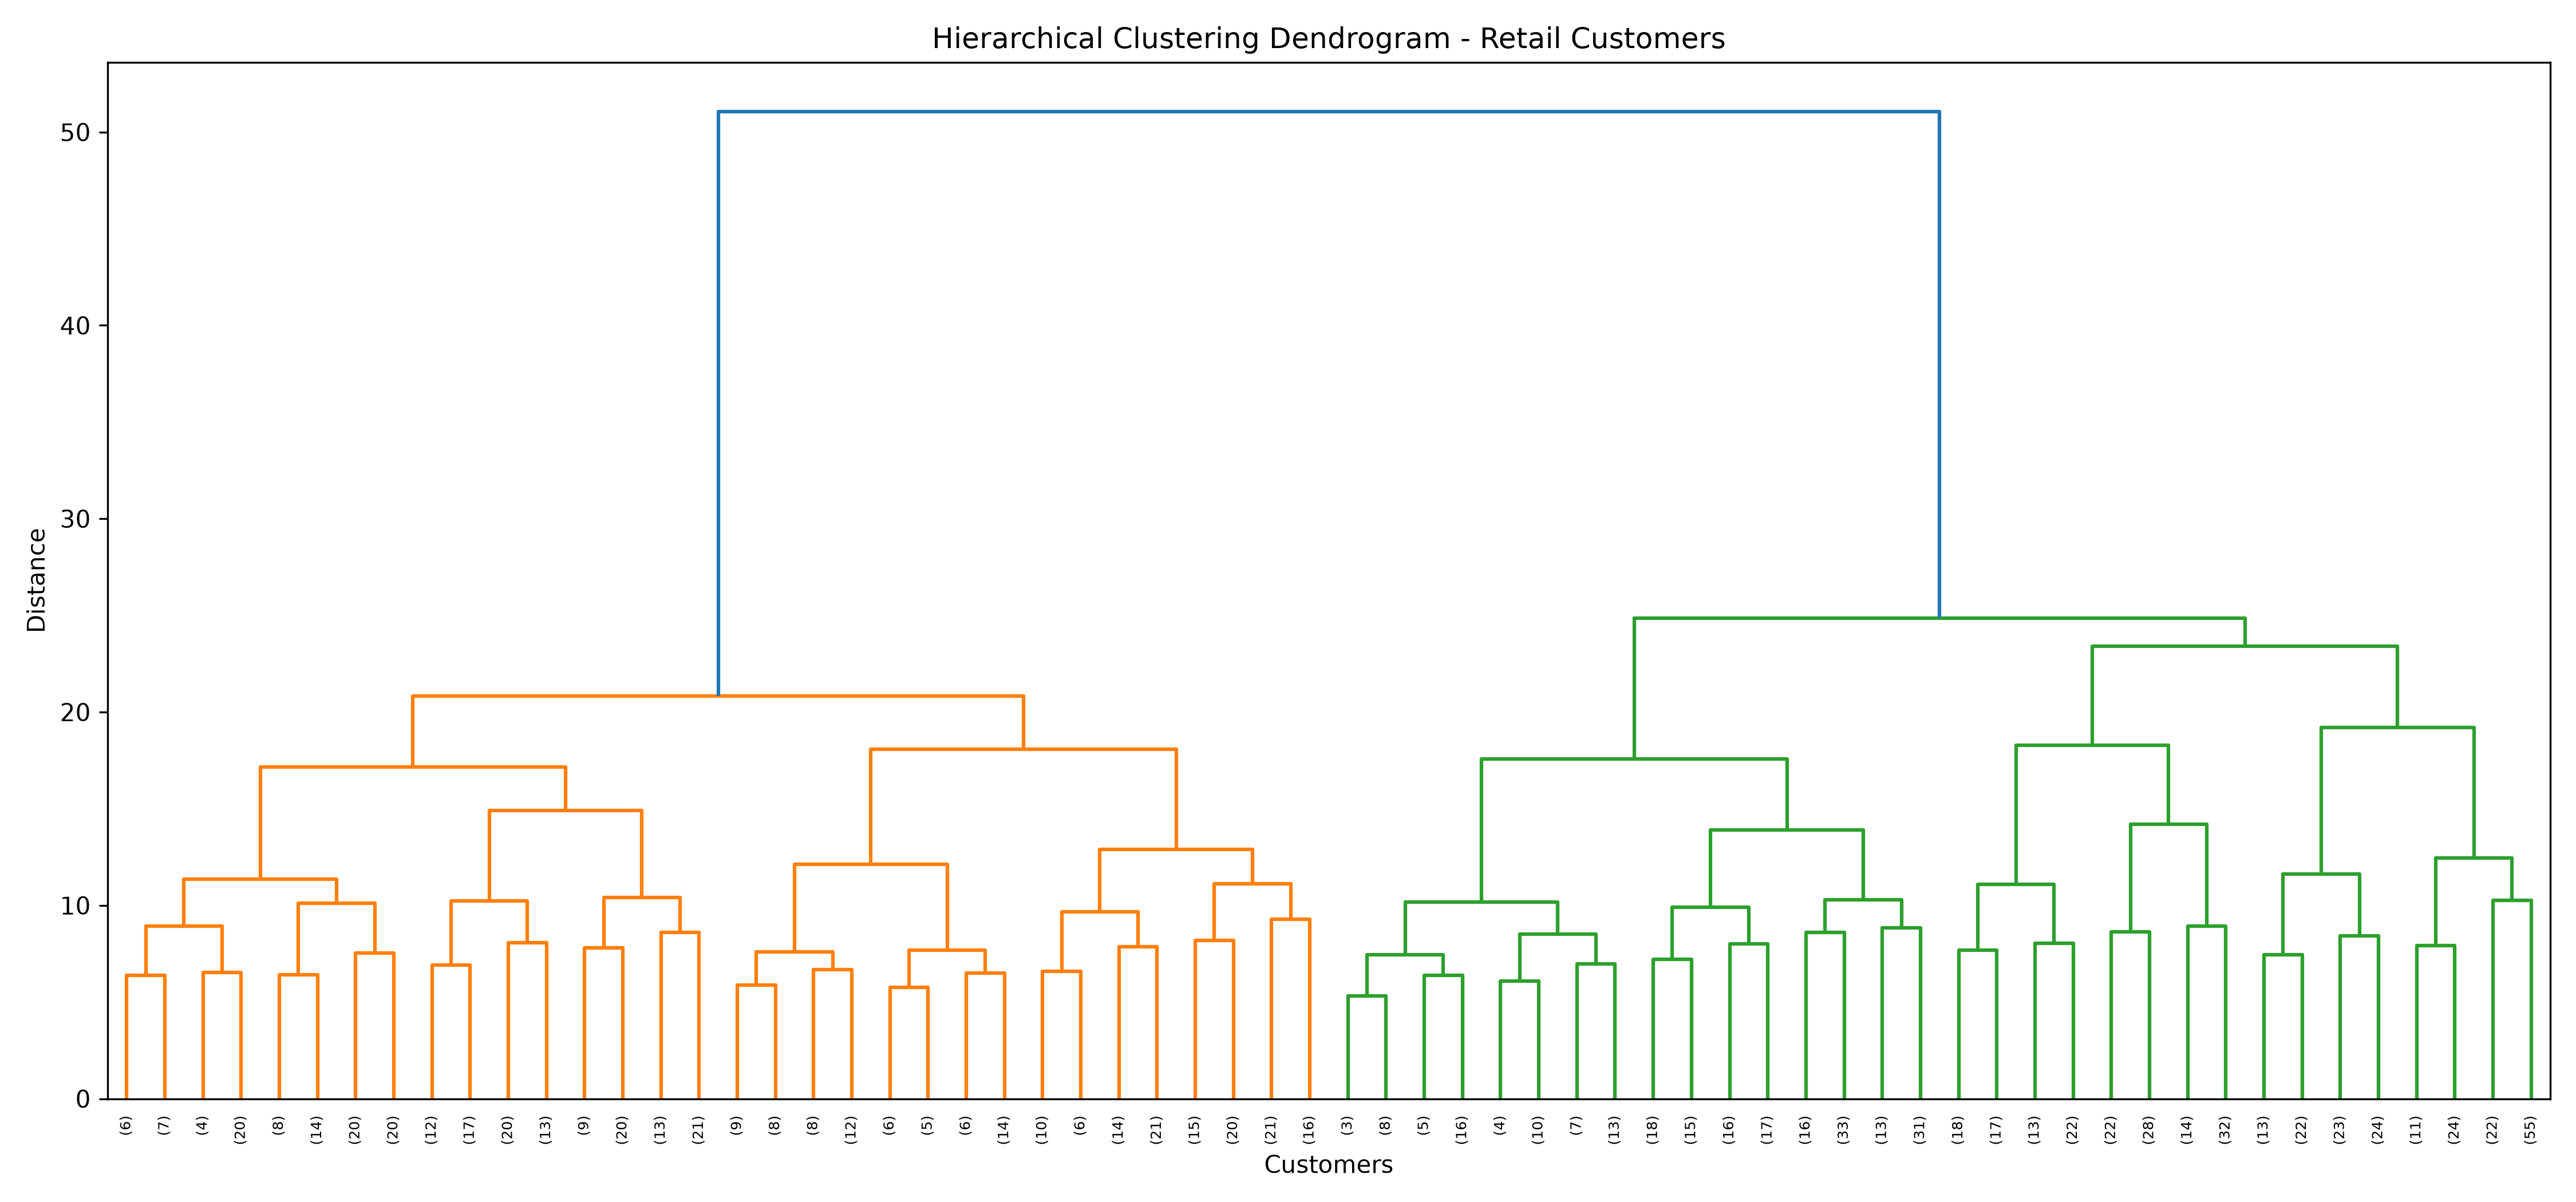 Hierarchical Clustering Dendrogram - Retail Customers
50
40
30
20
10
0
Distance
(6) (7) (4) (20) (8) (14) (20) (20) (12) (17) (20) (13) (9) (20) (13) (21) (9) (8) (8) (12) (6) (5) (6) (14) (10) (6) (14) (21) (15) (20) (21) (16) (3) (8) (5) (16) (4) (10) (7) (13) (18) (15) (16) (17) (16) (33) (13) (31) (18) (17) (13) (22) (22) (28) (14) (32) (13) (22) (23) (24) (11) (24) (22) (55)
Customers